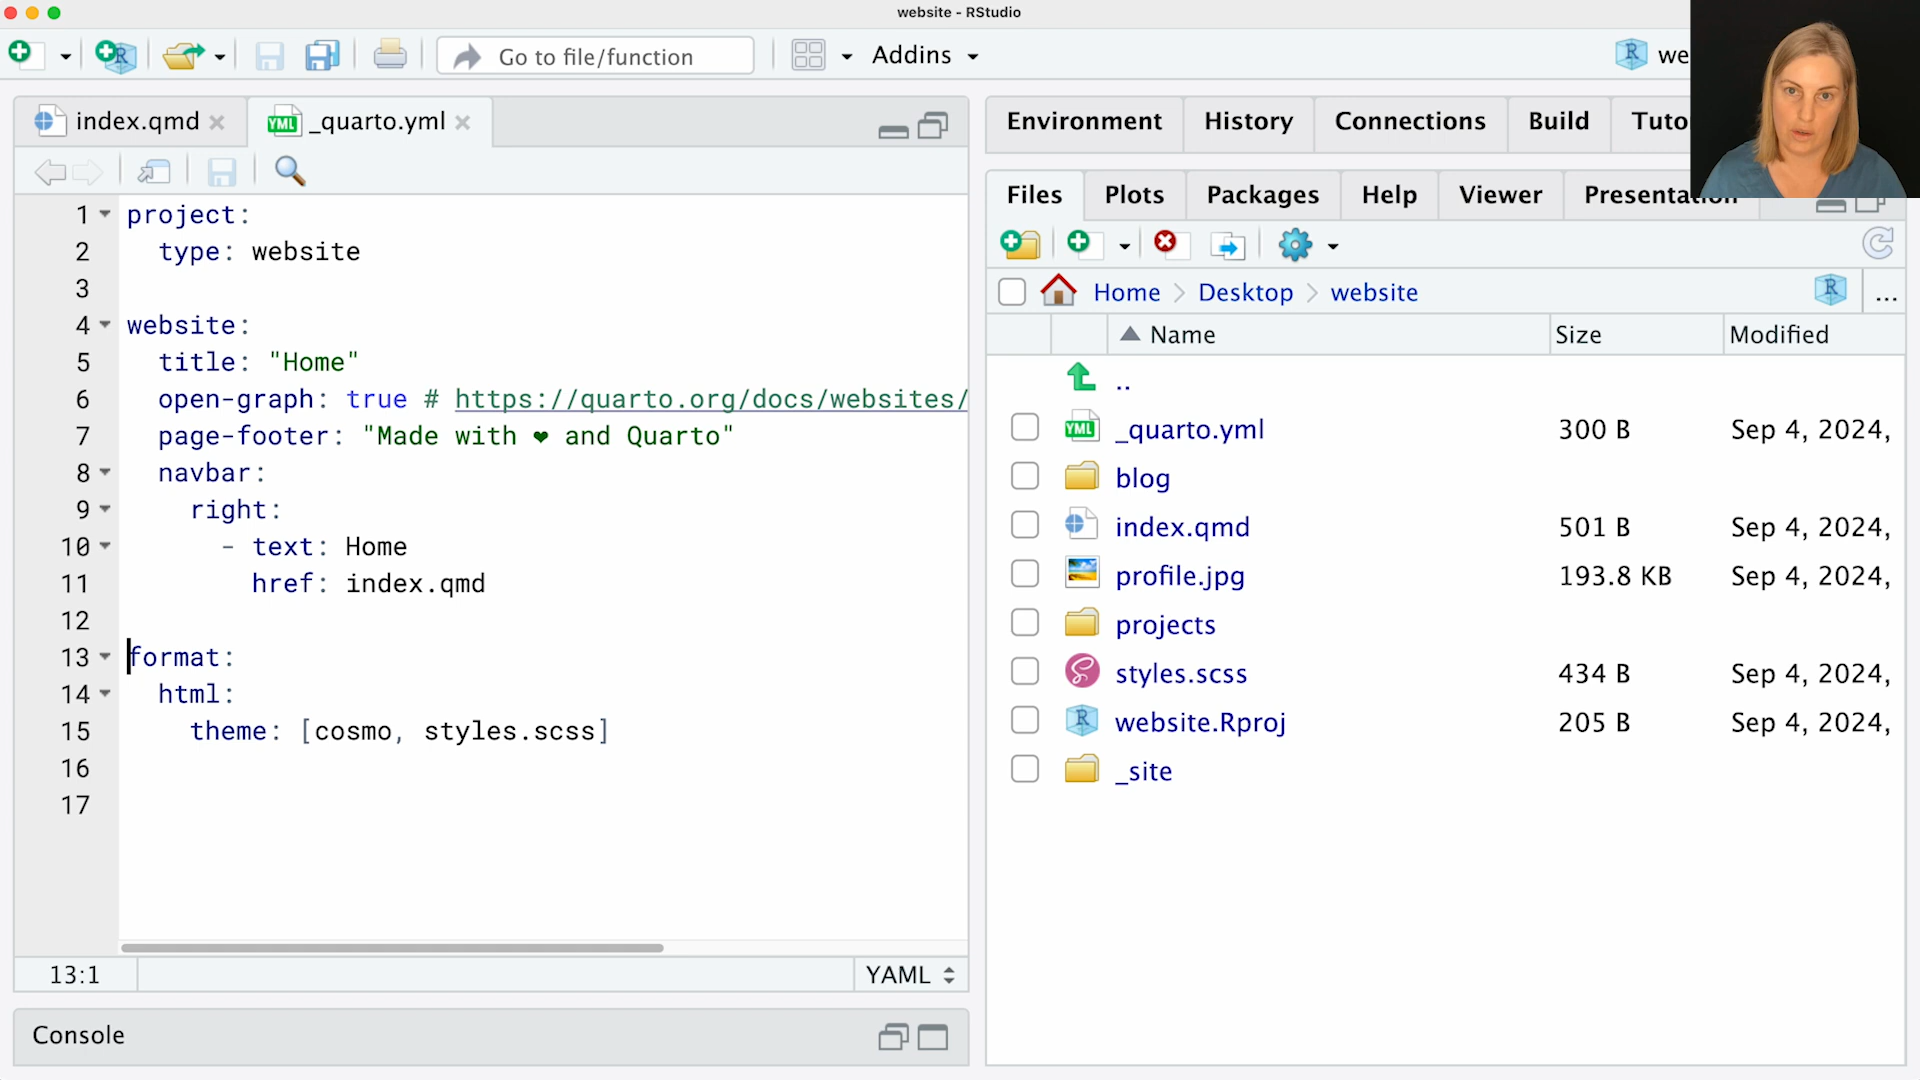 website - RStudio
Go to file/function
Addins
we
index.qmd
_quarto.yml
1 project:
2 type: website
3
4 website:
5 title: "Home"
6 open-graph: true # https://quarto.org/docs/websites/
7 page-footer: "Made with ❤ and Quarto"
8 navbar:
9 right:
10 - text: Home
11 href: index.qmd
12
13 format:
14 html:
15 theme: [cosmo, styles.scss]
16
17
13:1
YAML
Console
Environment
History
Connections
Build
Tuto
Files
Plots
Packages
Help
Viewer
Presentation
Home
Desktop
website
...
Name Size Modified
..
_quarto.yml 300 B Sep 4, 2024,
blog
index.qmd 501 B Sep 4, 2024,
profile.jpg 193.8 KB Sep 4, 2024,
projects
styles.scss 434 B Sep 4, 2024,
website.Rproj 205 B Sep 4, 2024,
_site